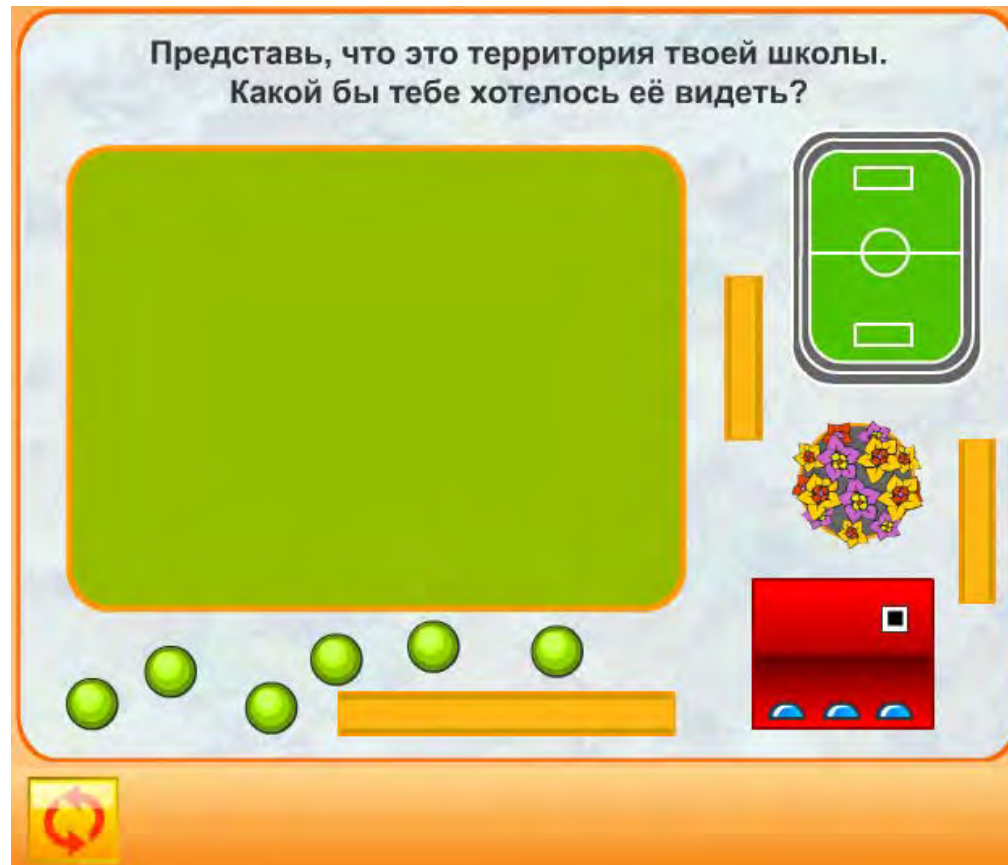 Представь, что это территория твоей школы.
Какой бы тебе хотелось её видеть?